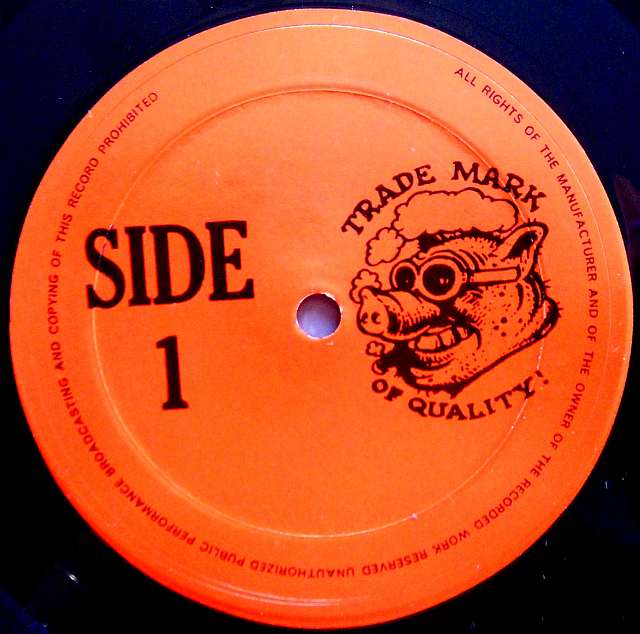 SIDE
1
TRADE MARK
OF QUALITY!
ALL RIGHTS OF THE MANUFACTURER AND OF THE OWNER OF THE RECORDED WORK RESERVED UNAUTHORIZED PUBLIC PERFORMANCE BROADCASTING AND COPYING OF THIS RECORD PROHIBITED